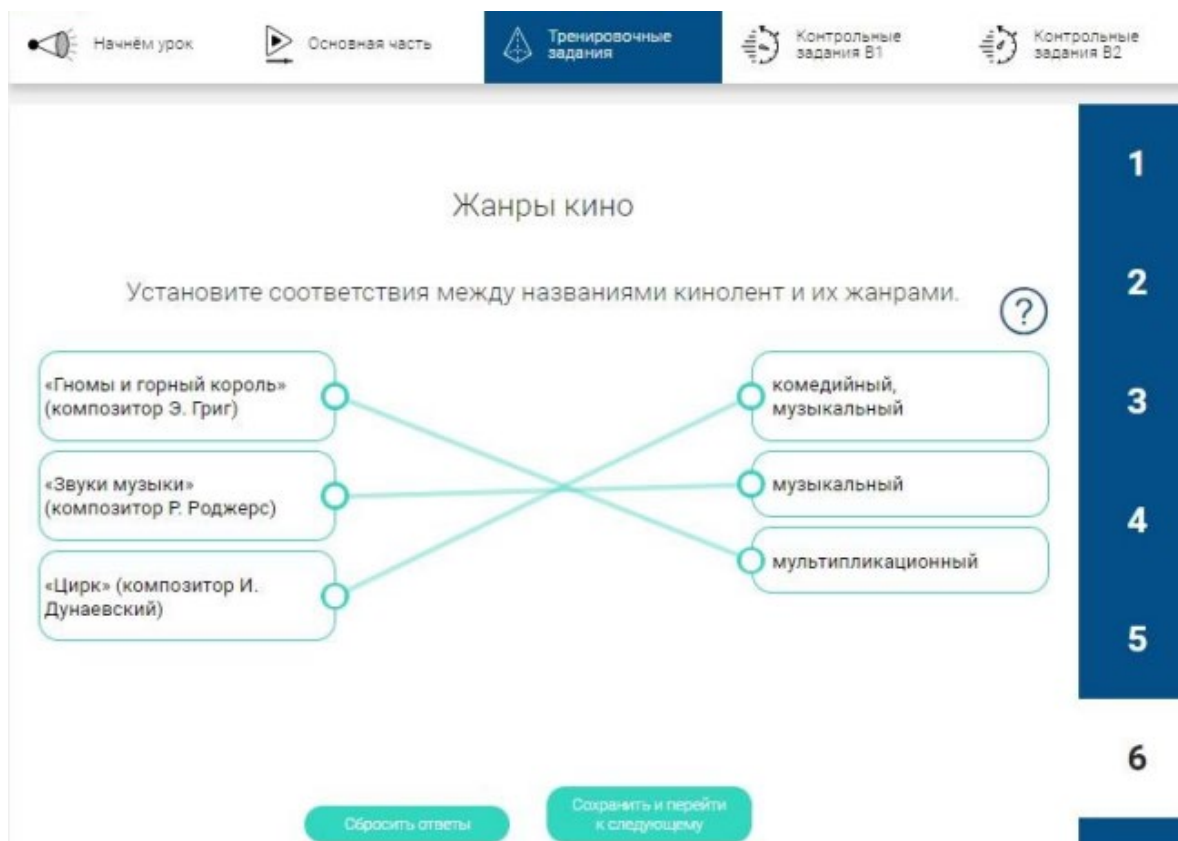 Начнём урок
Основная часть
Тренировочные
задания
Контрольные
задания В1
Контрольные
задания В2
Жанры кино
Установите соответствия между названиями кинолент и их жанрами.
?
«Гномы и горный король»
(композитор Э. Григ)
«Звуки музыки»
(композитор Р. Роджерс)
«Цирк» (композитор И.
Дунаевский)
комедийный,
музыкальный
музыкальный
мультипликационный
Сбросить ответы
Сохранить и перейти
к следующему
1
2
3
4
5
6